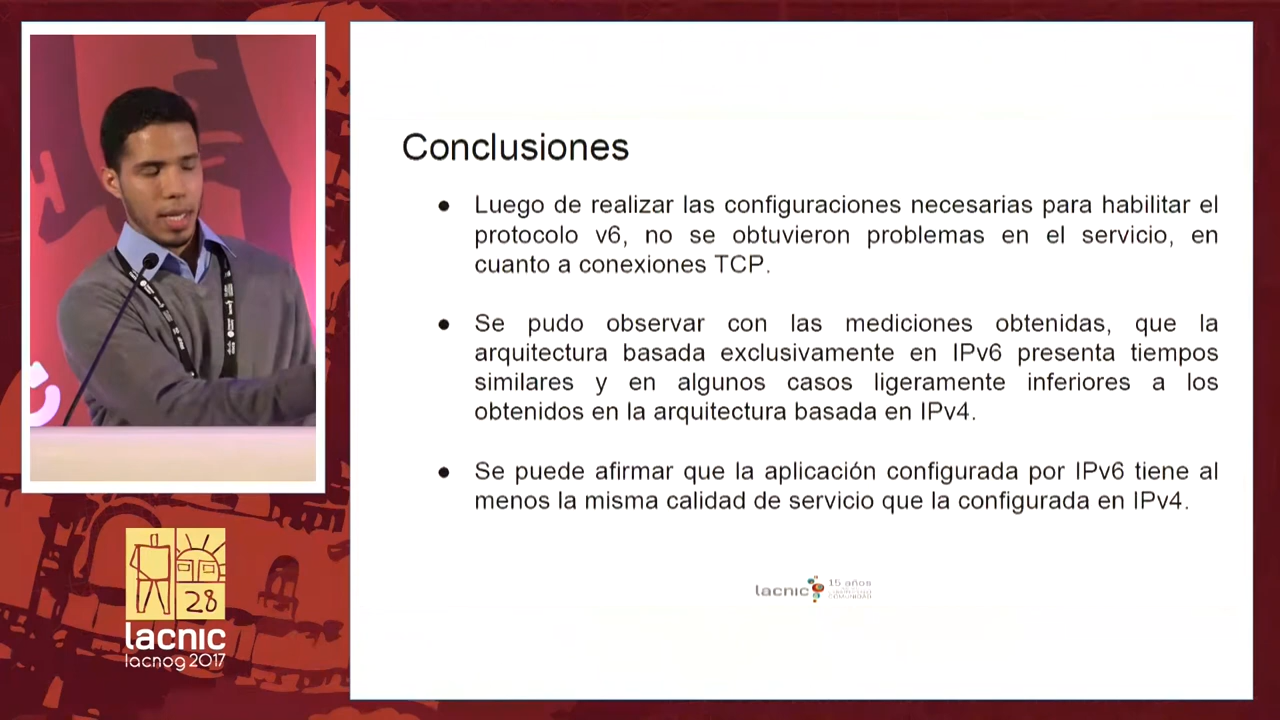 Conclusiones
● Luego de realizar las configuraciones necesarias para habilitar el
protocolo v6, no se obtuvieron problemas en el servicio, en
cuanto a conexiones TCP.
● Se pudo observar con las mediciones obtenidas, que la
arquitectura basada exclusivamente en IPv6 presenta tiempos
similares y en algunos casos ligeramente inferiores a los
obtenidos en la arquitectura basada en IPv4.
● Se puede afirmar que la aplicación configurada por IPv6 tiene al
menos la misma calidad de servicio que la configurada en IPv4.
lacnic 15 años
28
lacnic
lacnog 2017